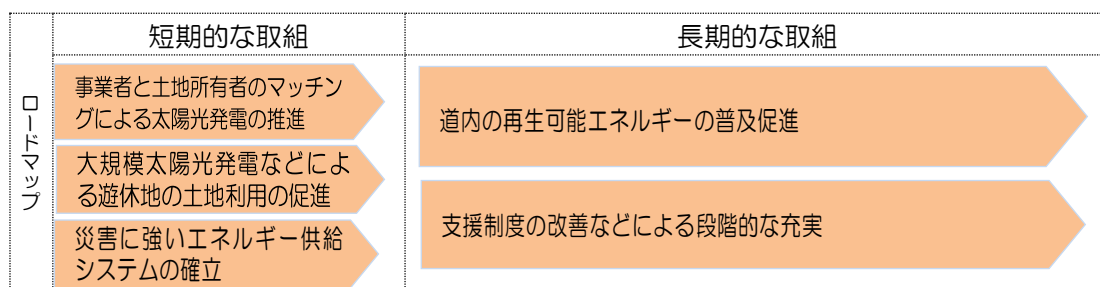 短期的な取組
長期的な取組
ロードマップ
事業者と土地所有者のマッチン
グによる太陽光発電の推進
大規模太陽光発電などによ
る遊休地の土地利用の促進
災害に強いエネルギー供給
システムの確立
道内の再生可能エネルギーの普及促進
支援制度の改善などによる段階的な充実